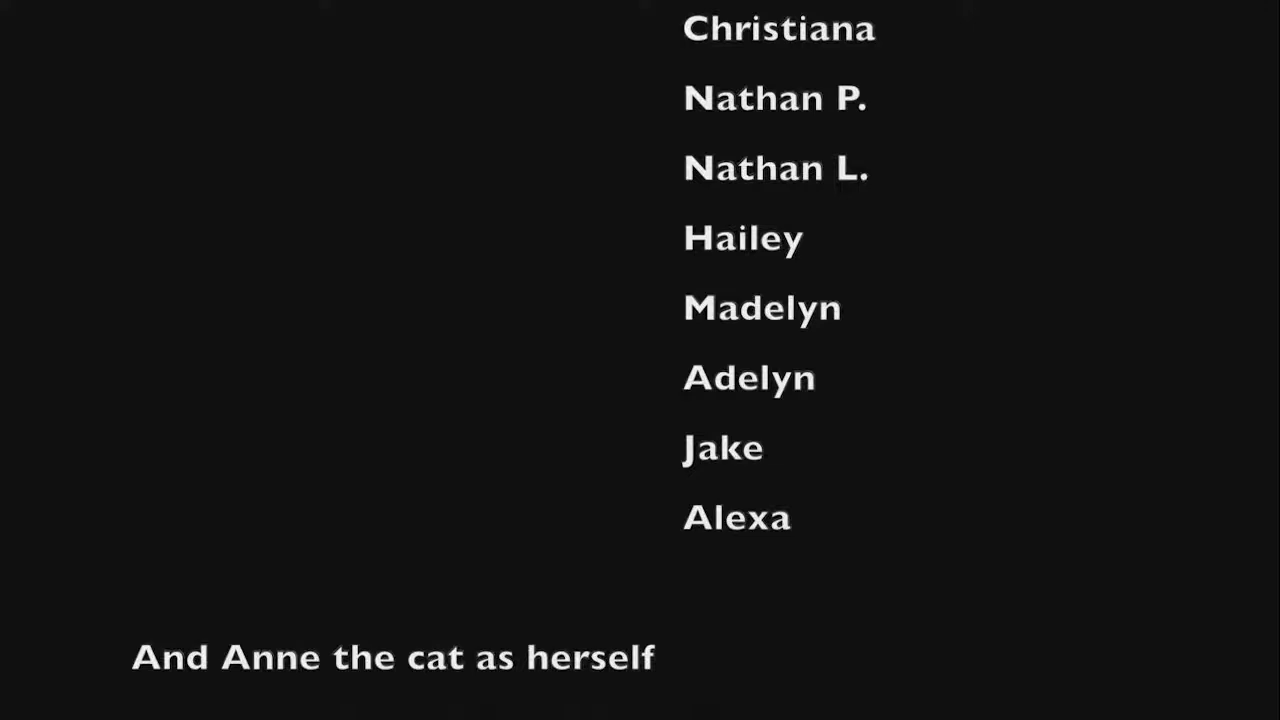 Christiana
Nathan P.
Nathan L.
Hailey
Madelyn
Adelyn
Jake
Alexa
And Anne the cat as herself